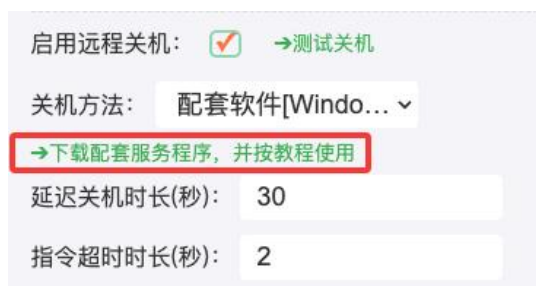 启用远程关机： →测试关机
关机方法： 配套软件[Windo...
→下载配套服务程序，并按教程使用
延迟关机时长(秒)： 30
指令超时时长(秒)： 2